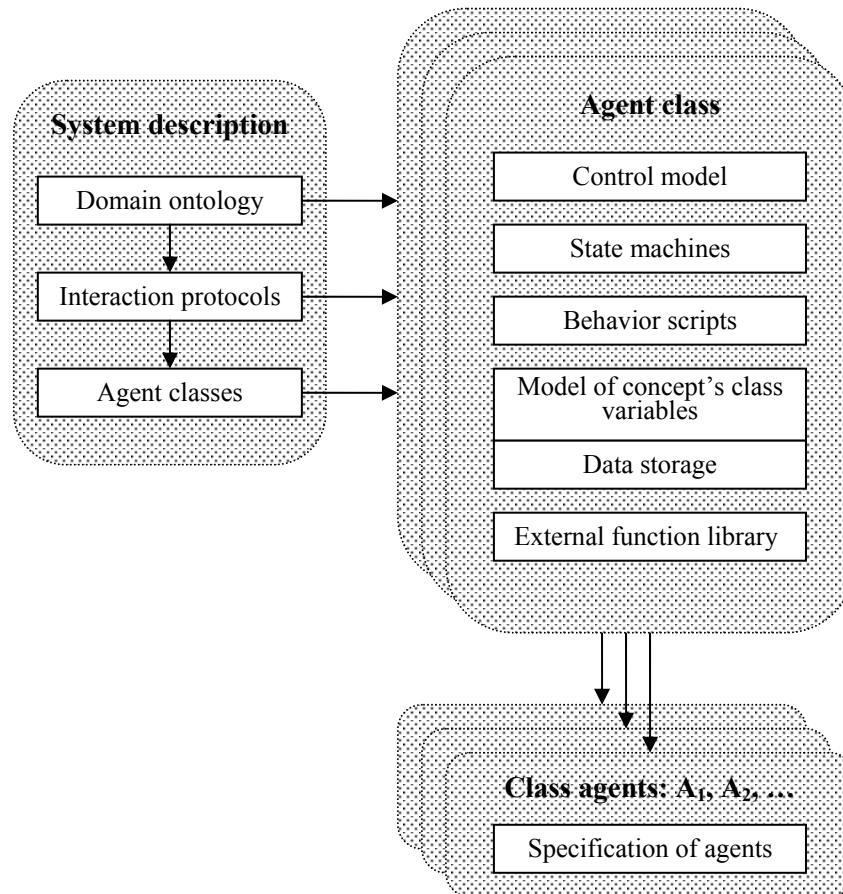 System description
Domain ontology
Interaction protocols
Agent classes
Agent class
Control model
State machines
Behavior scripts
Model of concept’s class
variables
Data storage
External function library
Class agents: A₁, A₂, …
Specification of agents